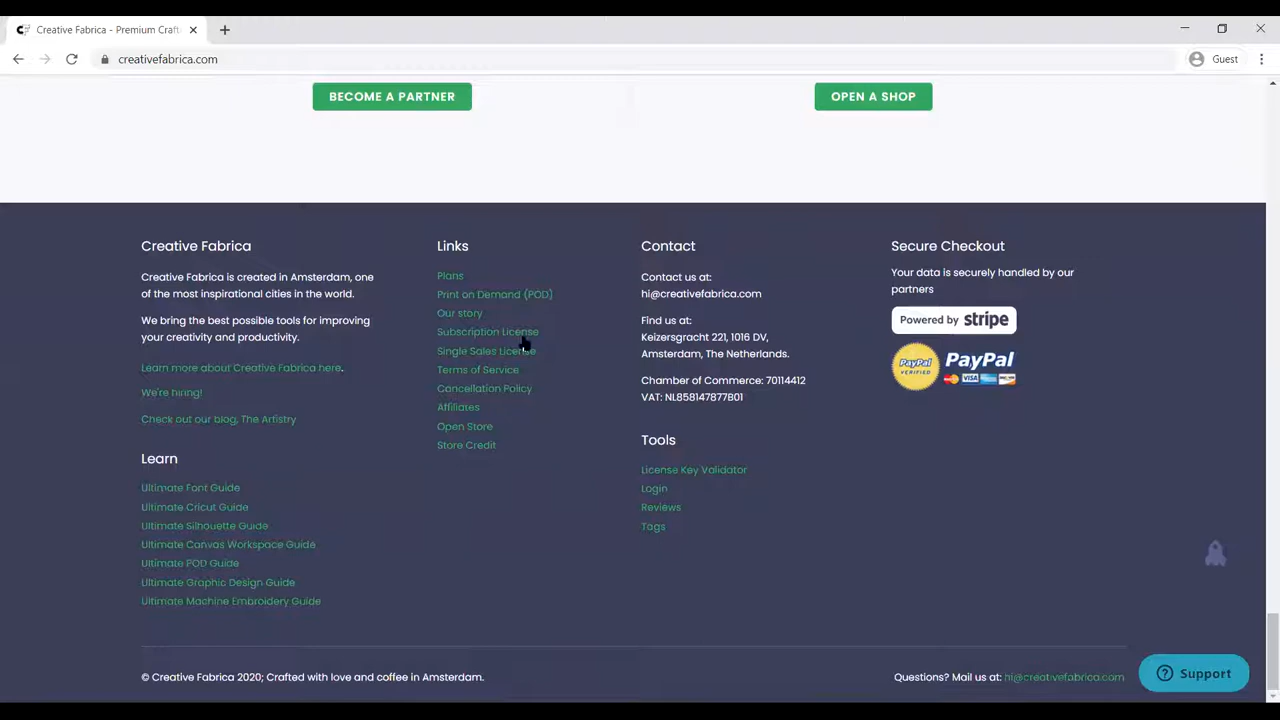 Creative Fabrica - Premium Craft
creativefabrica.com
Guest
BECOME A PARTNER
OPEN A SHOP
Creative Fabrica
Creative Fabrica is created in Amsterdam, one
of the most inspirational cities in the world.
We bring the best possible tools for improving
your creativity and productivity.
Learn more about Creative Fabrica here.
We're hiring!
Check out our blog, The Artistry
Learn
Ultimate Font Guide
Ultimate Cricut Guide
Ultimate Silhouette Guide
Ultimate Canvas Workspace Guide
Ultimate POD Guide
Ultimate Graphic Design Guide
Ultimate Machine Embroidery Guide
Links
Plans
Print on Demand (POD)
Our story
Subscription License
Single Sales License
Terms of Service
Cancellation Policy
Affiliates
Open Store
Store Credit
Contact
Contact us at:
hi@creativefabrica.com
Find us at:
Keizersgracht 221, 1016 DV,
Amsterdam, The Netherlands.
Chamber of Commerce: 70114412
VAT: NL858147877B01
Tools
License Key Validator
Login
Reviews
Tags
Secure Checkout
Your data is securely handled by our
partners
Powered by stripe
PayPal VERIFIED
PayPal
VISA
© Creative Fabrica 2020; Crafted with love and coffee in Amsterdam.
Questions? Mail us at: hi@creativefabrica.com
Support